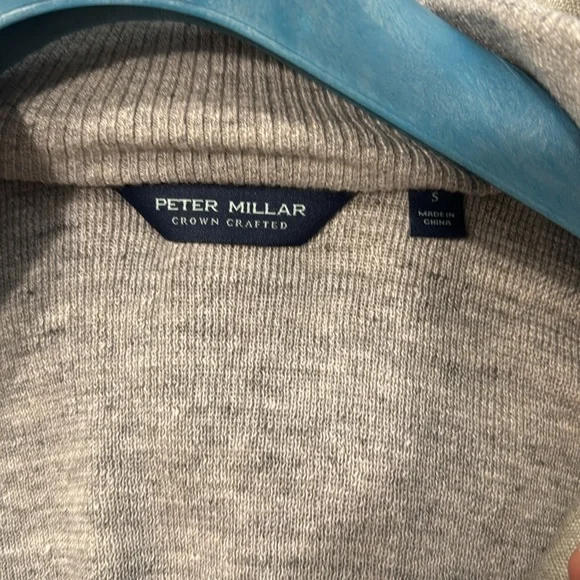 PETER MILLAR
CROWN CRAFTED
S
MADE IN
CHINA